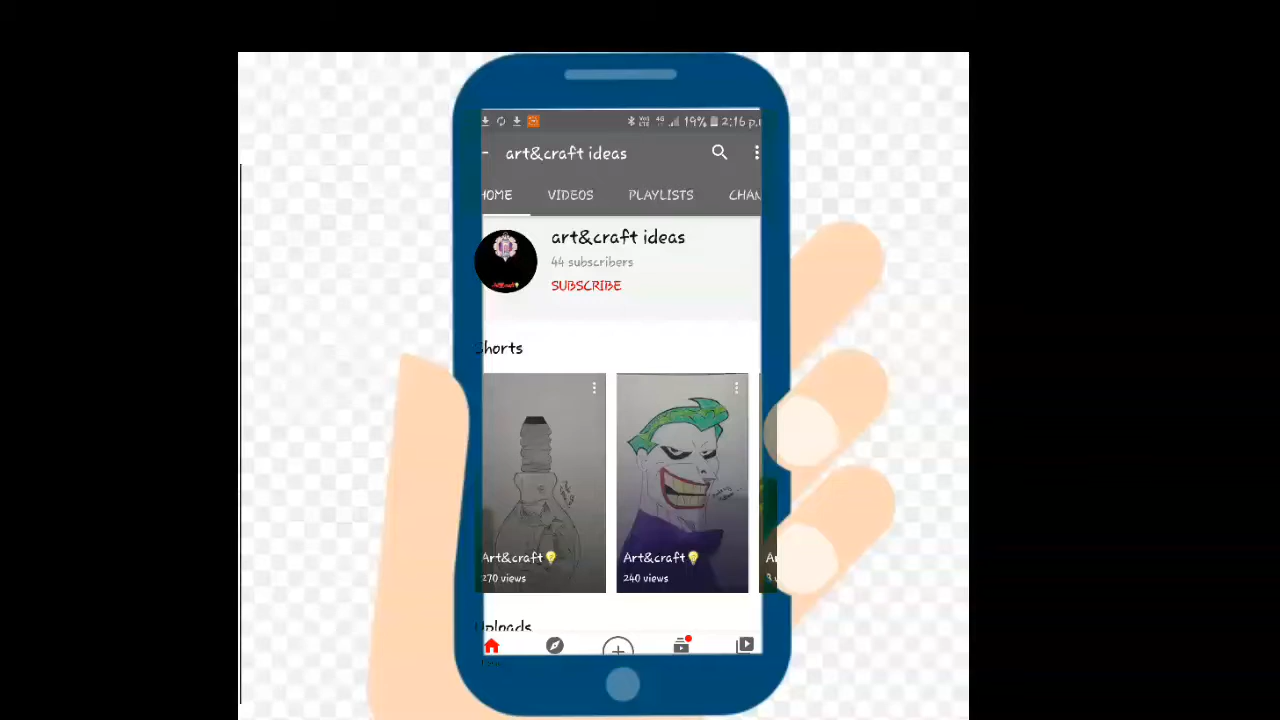 19% 2:16 p.
art&craft ideas
HOME VIDEOS PLAYLISTS CHAN
art&craft ideas
44 subscribers
SUBSCRIBE
Shorts
Art&craft Art&craft
270 views 240 views
Uploads